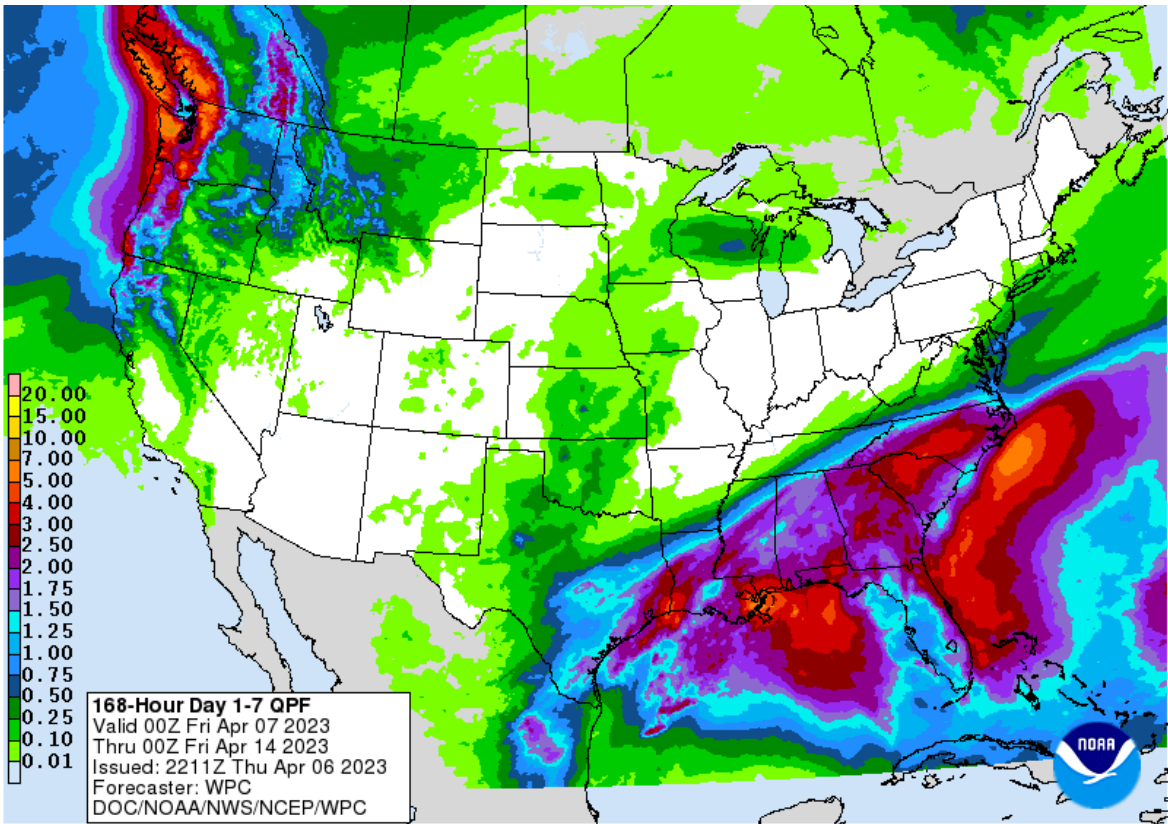 20.00
15.00
10.00
7.00
5.00
4.00
3.00
2.50
2.00
1.75
1.50
1.25
1.00
0.75
0.50
0.25
0.10
0.01
168-Hour Day 1-7 QPF
Valid 00Z Fri Apr 07 2023
Thru 00Z Fri Apr 14 2023
Issued: 2211Z Thu Apr 06 2023
Forecaster: WPC
DOC/NOAA/NWS/NCEP/WPC
NOAA